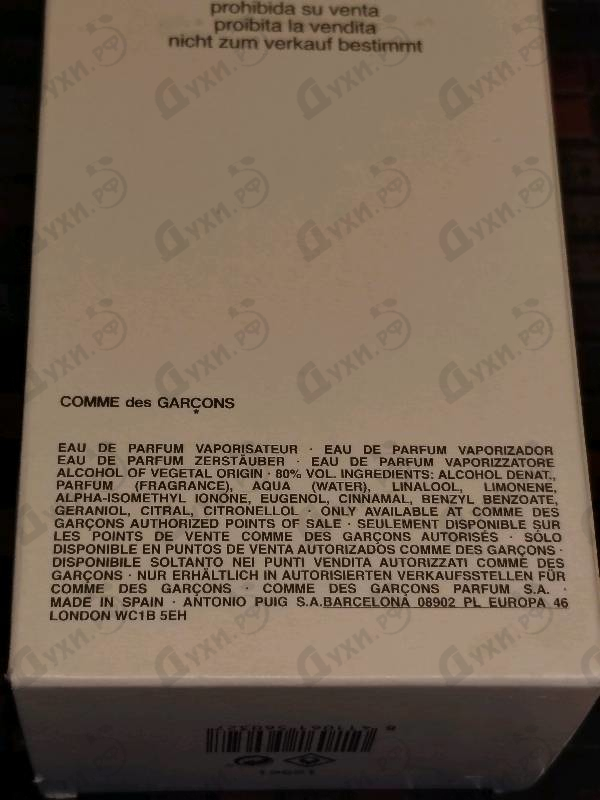 prohibida su venta
proibita la vendita
nicht zum verkauf bestimmt
COMME des GARÇONS
*
EAU DE PARFUM VAPORISATEUR · EAU DE PARFUM VAPORIZADOR
EAU DE PARFUM ZERSTÄUBER · EAU DE PARFUM VAPORIZZATORE
ALCOHOL OF VEGETAL ORIGIN · 80% VOL. INGREDIENTS: ALCOHOL DENAT.,
PARFUM (FRAGRANCE), AQUA (WATER), LINALOOL, LIMONENE,
ALPHA-ISOMETHYL IONONE, EUGENOL, CINNAMAL, BENZYL BENZOATE,
GERANIOL, CITRAL, CITRONELLOL · ONLY AVAILABLE AT COMME DES
GARÇONS AUTHORIZED POINTS OF SALE · SEULEMENT DISPONIBLE SUR
LES POINTS DE VENTE COMME DES GARÇONS AUTORISÉS · SÓLO
DISPONIBLE EN PUNTOS DE VENTA AUTORIZADOS COMME DES GARÇONS ·
DISPONIBILE SOLTANTO NEI PUNTI VENDITA AUTORIZZATI COMME DES
GARÇONS · NUR ERHÄLTLICH IN AUTORISIERTEN VERKAUFSSTELLEN FÜR
COMME DES GARÇONS · COMME DES GARÇONS PARFUM S.A. ·
MADE IN SPAIN · ANTONIO PUIG S.A.BARCELONA 08902 PL EUROPA 46
LONDON WC1B 5EH
Духи.рф